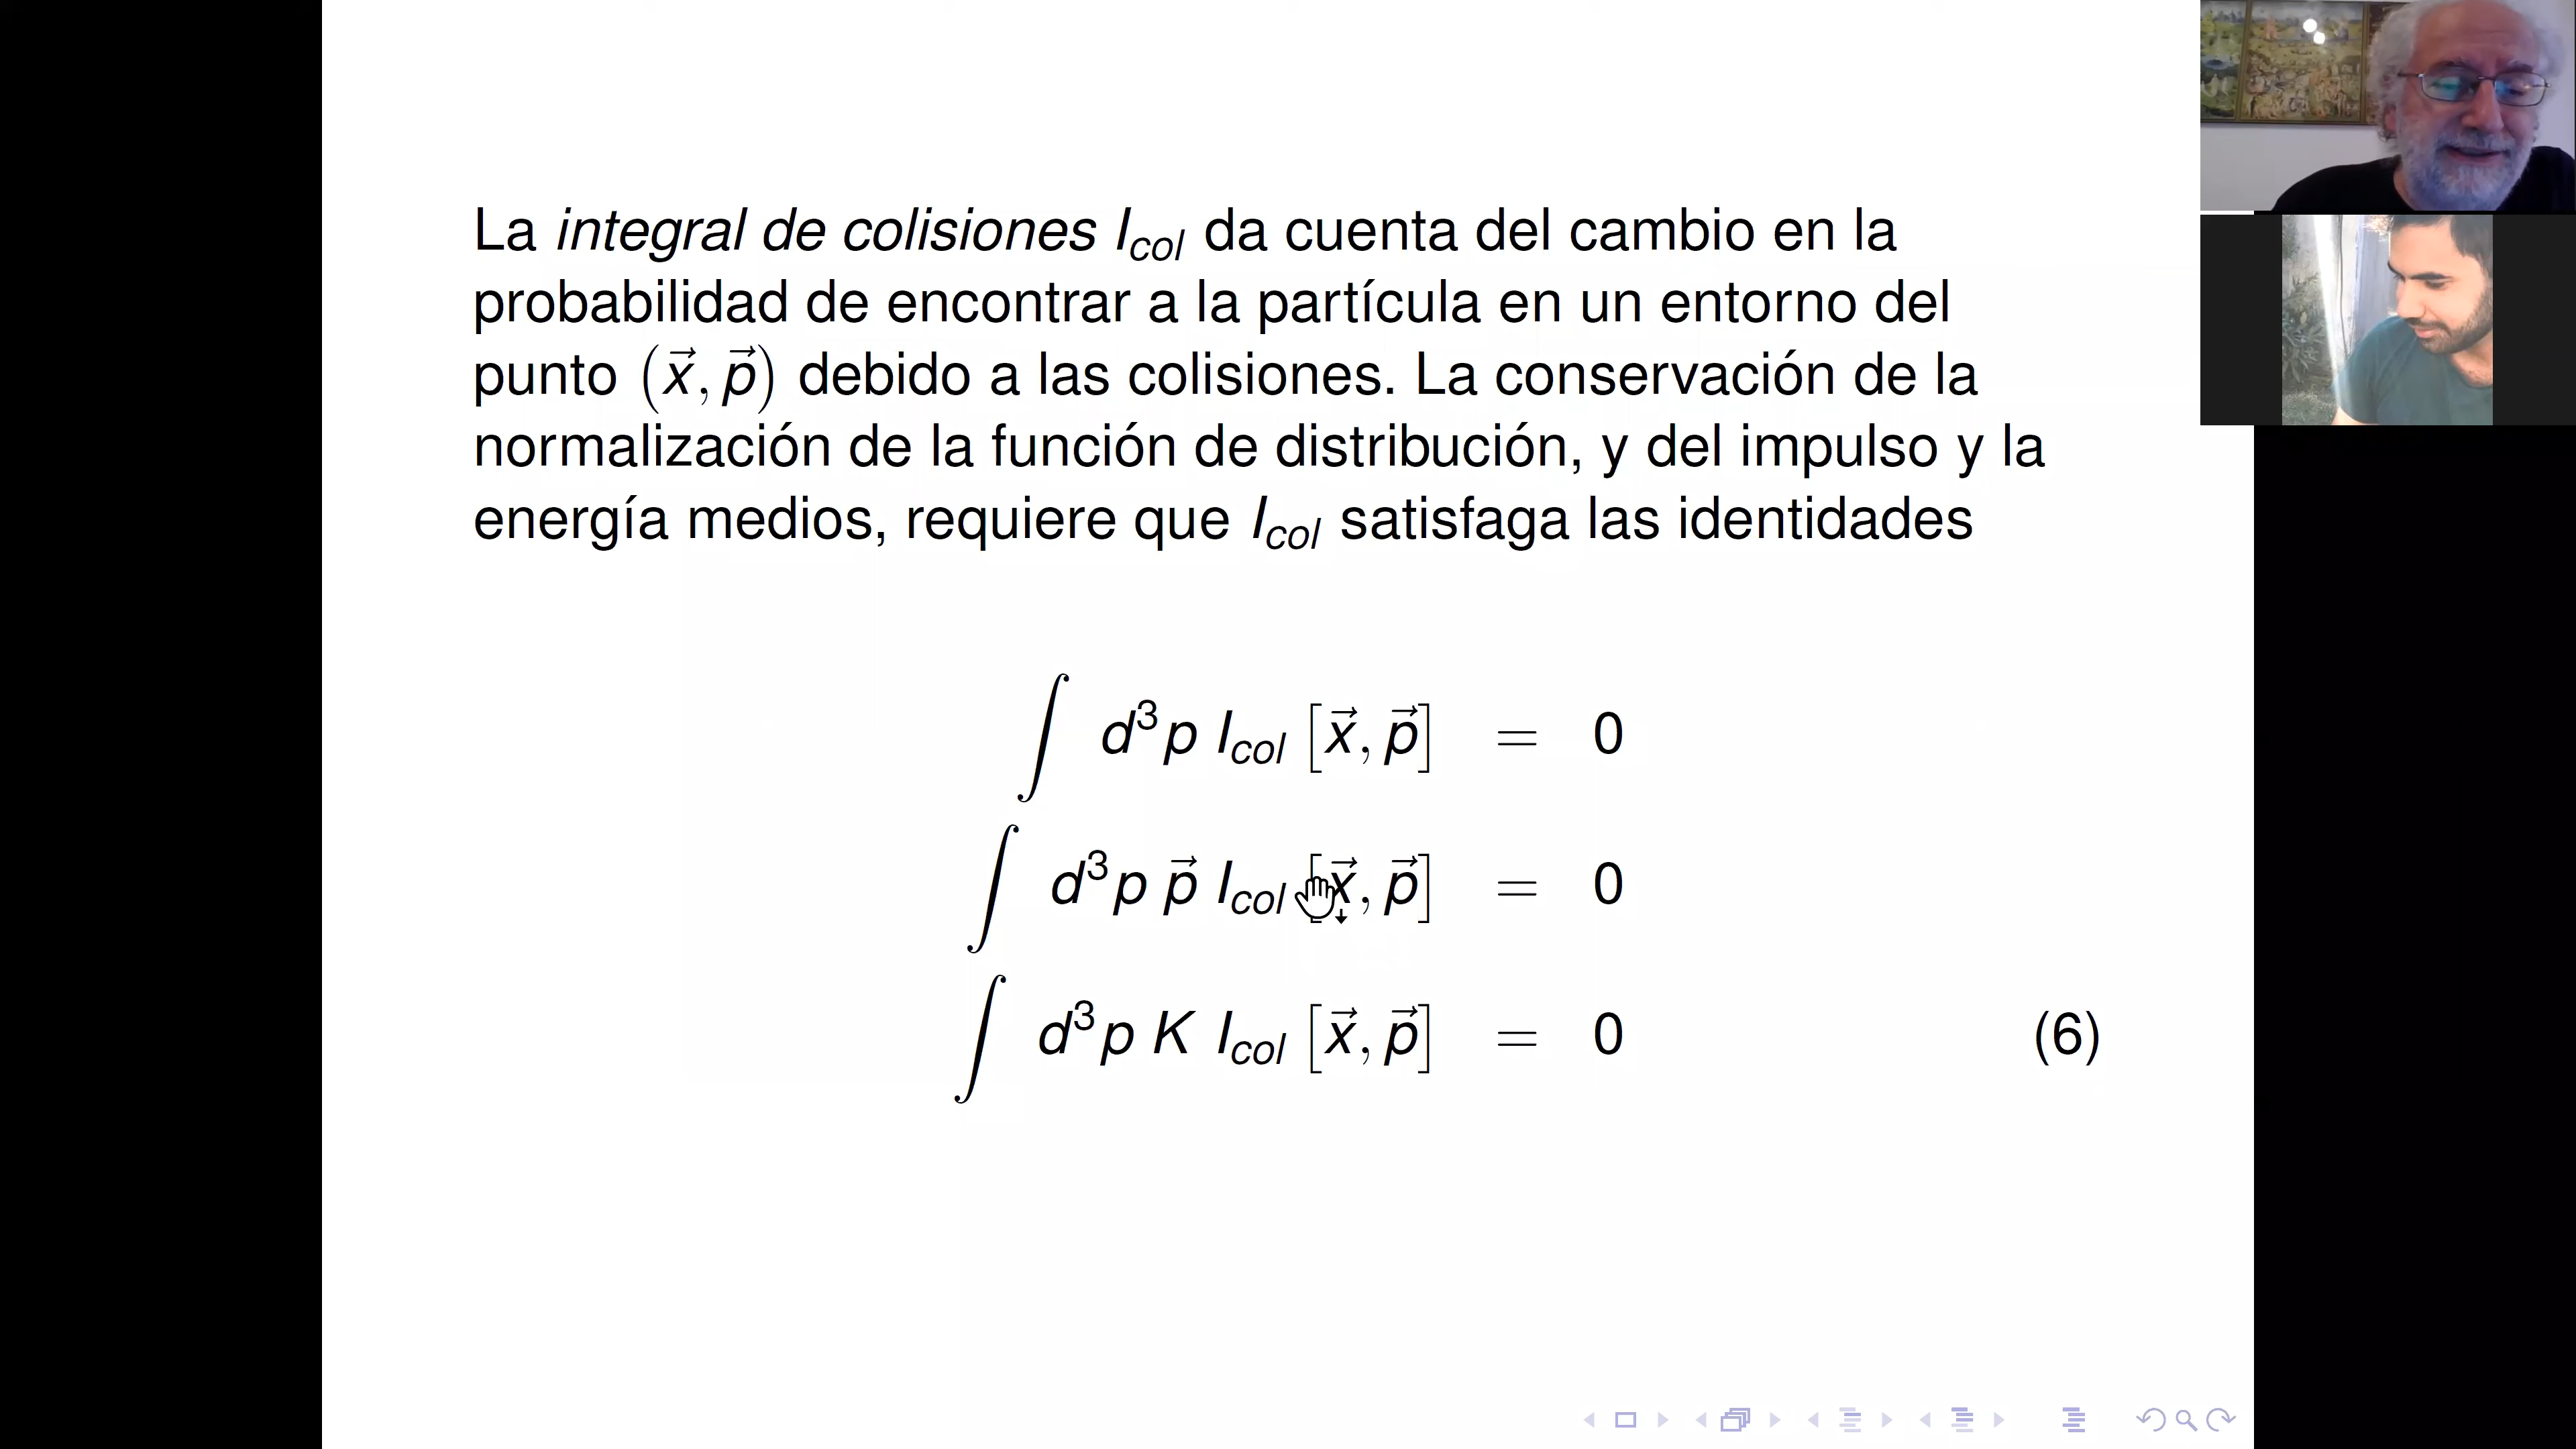 La integral de colisiones I_col da cuenta del cambio en la
probabilidad de encontrar a la partícula en un entorno del
punto (x⃗, p⃗) debido a las colisiones. La conservación de la
normalización de la función de distribución, y del impulso y la
energía medios, requiere que I_col satisfaga las identidades
∫ d³p I_col [x⃗, p⃗] = 0
∫ d³p p⃗ I_col [x⃗, p⃗] = 0
∫ d³p K I_col [x⃗, p⃗] = 0 (6)